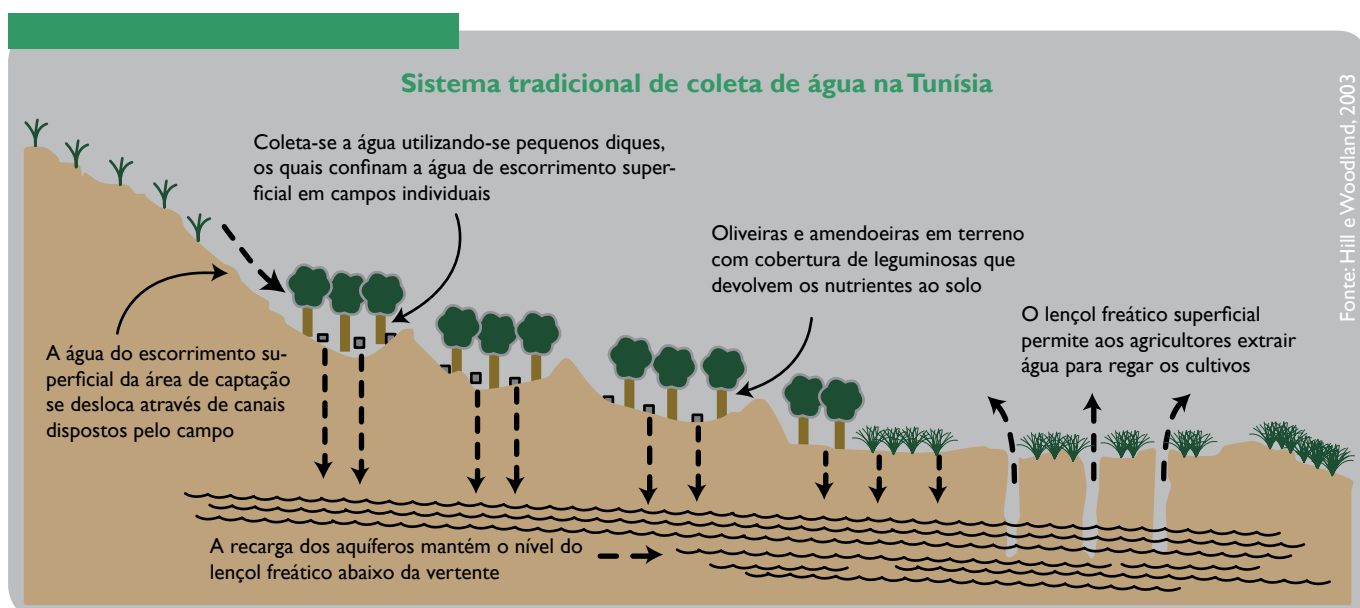 Sistema tradicional de coleta de água na Tunísia
Coleta-se a água utilizando-se pequenos diques,
os quais confinam a água de escorrimento super-
ficial em campos individuais
Oliveiras e amendoeiras em terreno
com cobertura de leguminosas que
devolvem os nutrientes ao solo
O lençol freático superficial
permite aos agricultores extrair
água para regar os cultivos
A água do escorrimento su-
perficial da área de captação
se desloca através de canais
dispostos pelo campo
A recarga dos aquíferos mantém o nível do
lençol freático abaixo da vertente
Fonte: Hill e Woodland, 2003